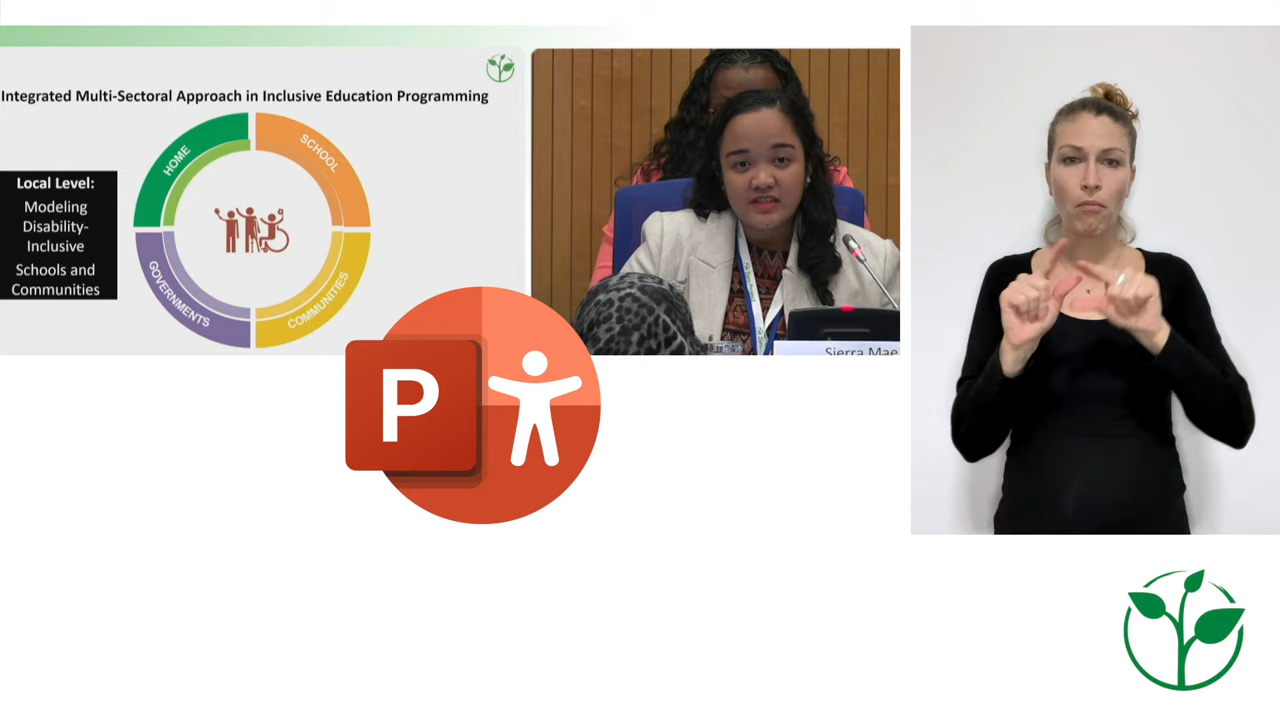 Integrated Multi-Sectoral Approach in Inclusive Education Programming
HOME
SCHOOL
Local Level:
Modeling
Disability-
Inclusive
Schools and
Communities
GOVERNMENTS
COMMUNITIES
P
Sierra Mae